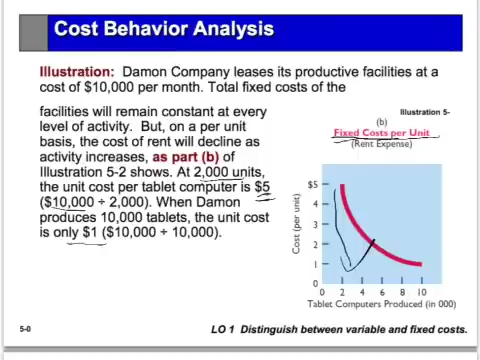 Cost Behavior Analysis
Illustration: Damon Company leases its productive facilities at a
cost of $10,000 per month. Total fixed costs of the
facilities will remain constant at every
level of activity. But, on a per unit
basis, the cost of rent will decline as
activity increases, as part (b) of
Illustration 5-2 shows. At 2,000 units,
the unit cost per tablet computer is $5
($10,000 ÷ 2,000). When Damon
produces 10,000 tablets, the unit cost
is only $1 ($10,000 ÷ 10,000).
Illustration 5-
(b)
Fixed Costs per Unit
(Rent Expense)
Cost (per unit)
$5
4
3
2
1
0
0 2 4 6 8 10
Tablet Computers Produced (in 000)
5-0
LO 1 Distinguish between variable and fixed costs.